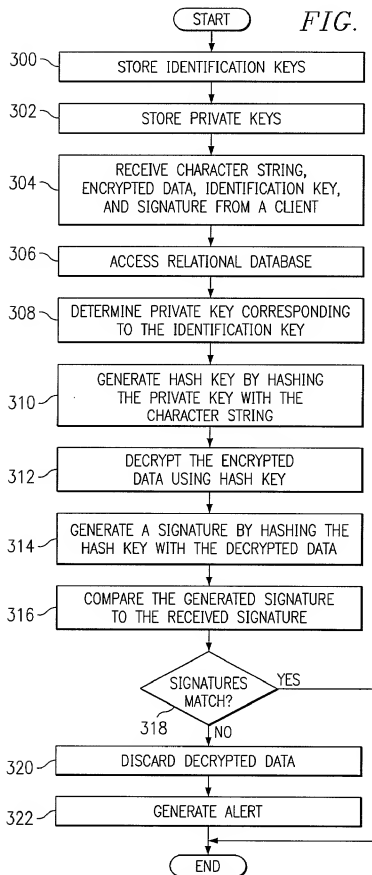 START
FIG.
300
STORE IDENTIFICATION KEYS
302
STORE PRIVATE KEYS
304
RECEIVE CHARACTER STRING,
ENCRYPTED DATA, IDENTIFICATION KEY,
AND SIGNATURE FROM A CLIENT
306
ACCESS RELATIONAL DATABASE
308
DETERMINE PRIVATE KEY CORRESPONDING
TO THE IDENTIFICATION KEY
310
GENERATE HASH KEY BY HASHING
THE PRIVATE KEY WITH THE
CHARACTER STRING
312
DECRYPT THE ENCRYPTED
DATA USING HASH KEY
314
GENERATE A SIGNATURE BY HASHING THE
HASH KEY WITH THE DECRYPTED DATA
316
COMPARE THE GENERATED SIGNATURE
TO THE RECEIVED SIGNATURE
SIGNATURES
MATCH?
YES
318
NO
320
DISCARD DECRYPTED DATA
322
GENERATE ALERT
END